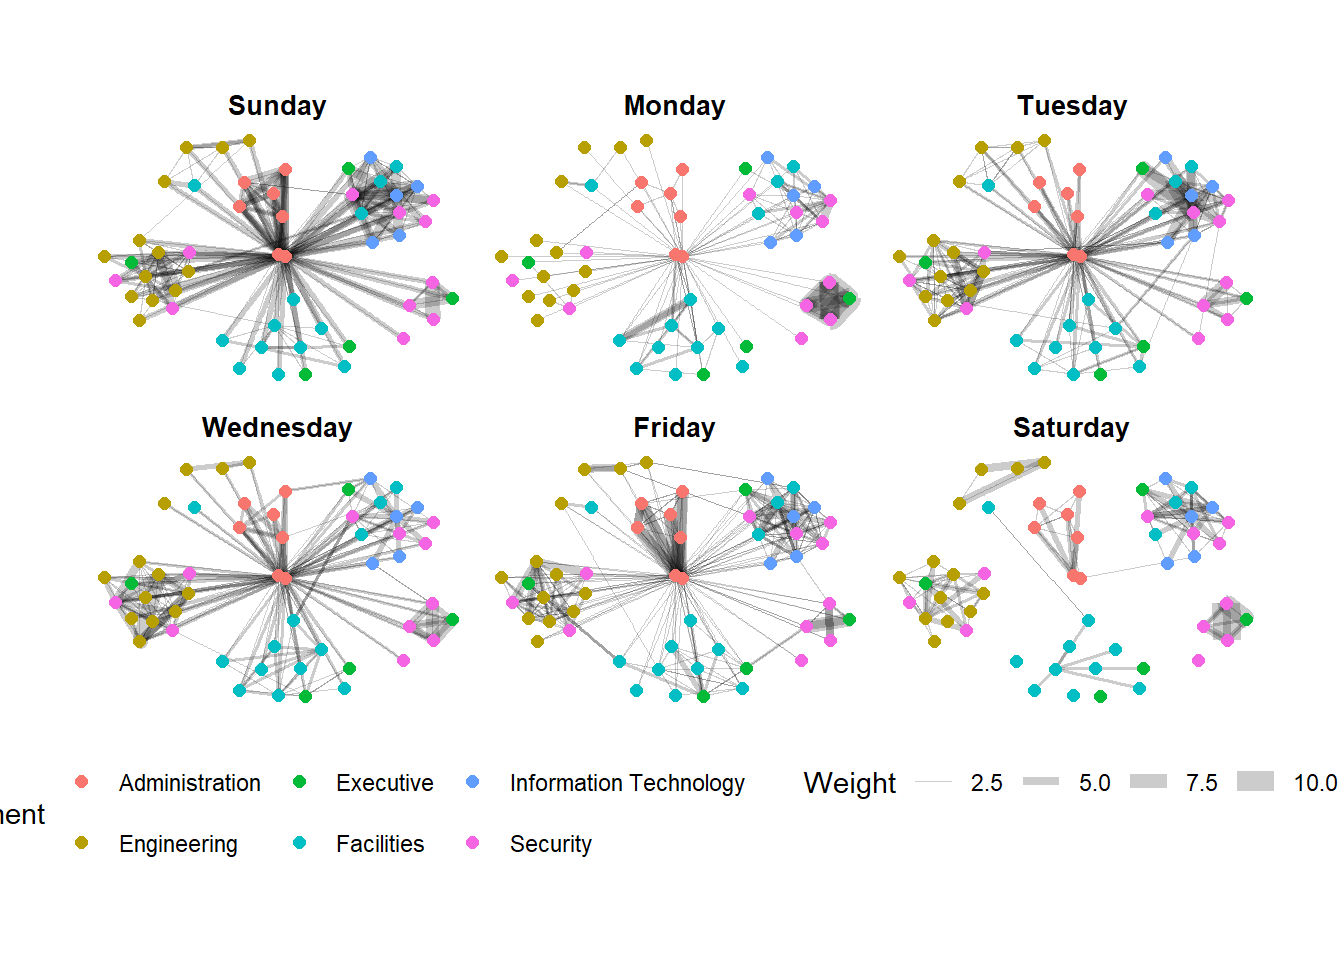 Sunday
Monday
Tuesday
Wednesday
Friday
Saturday
Administration Executive Information Technology
Engineering Facilities Security
Weight 2.5 5.0 7.5 10.0